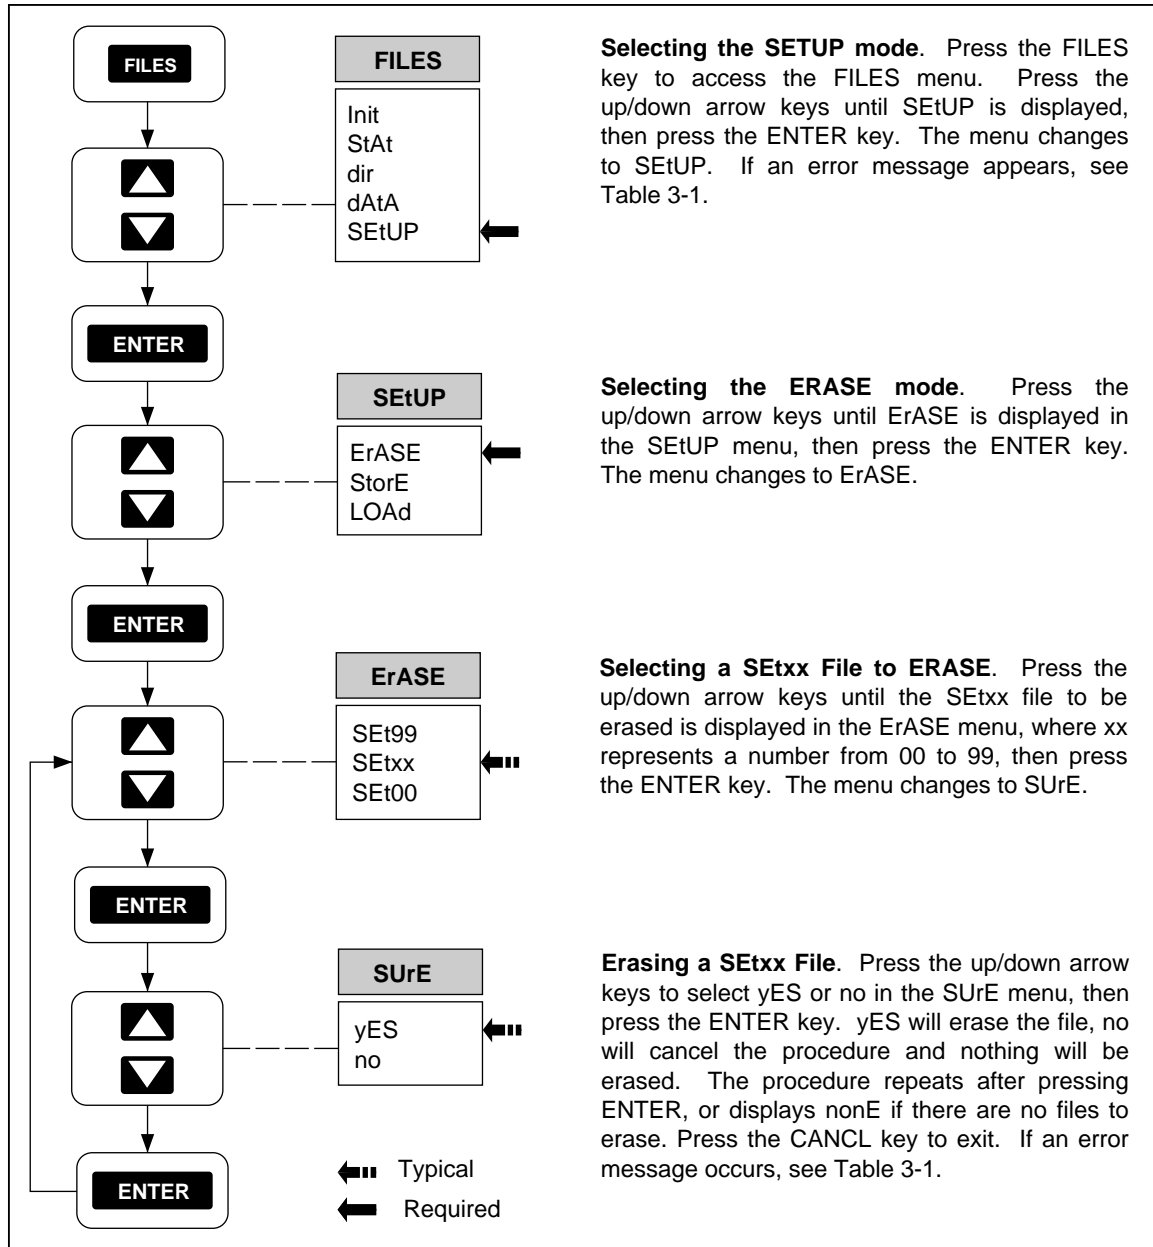 FILES
FILES
Init
StAt
dir
dAtA
SEtUP
Selecting the SETUP mode. Press the FILES
key to access the FILES menu. Press the
up/down arrow keys until SEtUP is displayed,
then press the ENTER key. The menu changes
to SEtUP. If an error message appears, see
Table 3-1.
ENTER
SEtUP
ErASE
StorE
LOAd
Selecting the ERASE mode. Press the
up/down arrow keys until ErASE is displayed in
the SEtUP menu, then press the ENTER key.
The menu changes to ErASE.
ENTER
ErASE
SEt99
SEtxx
SEt00
Selecting a SEtxx File to ERASE. Press the
up/down arrow keys until the SEtxx file to be
erased is displayed in the ErASE menu, where xx
represents a number from 00 to 99, then press
the ENTER key. The menu changes to SUrE.
ENTER
SUrE
yES
no
Erasing a SEtxx File. Press the up/down arrow
keys to select yES or no in the SUrE menu, then
press the ENTER key. yES will erase the file, no
will cancel the procedure and nothing will be
erased. The procedure repeats after pressing
ENTER, or displays nonE if there are no files to
erase. Press the CANCL key to exit. If an error
message occurs, see Table 3-1.
ENTER
Typical
Required